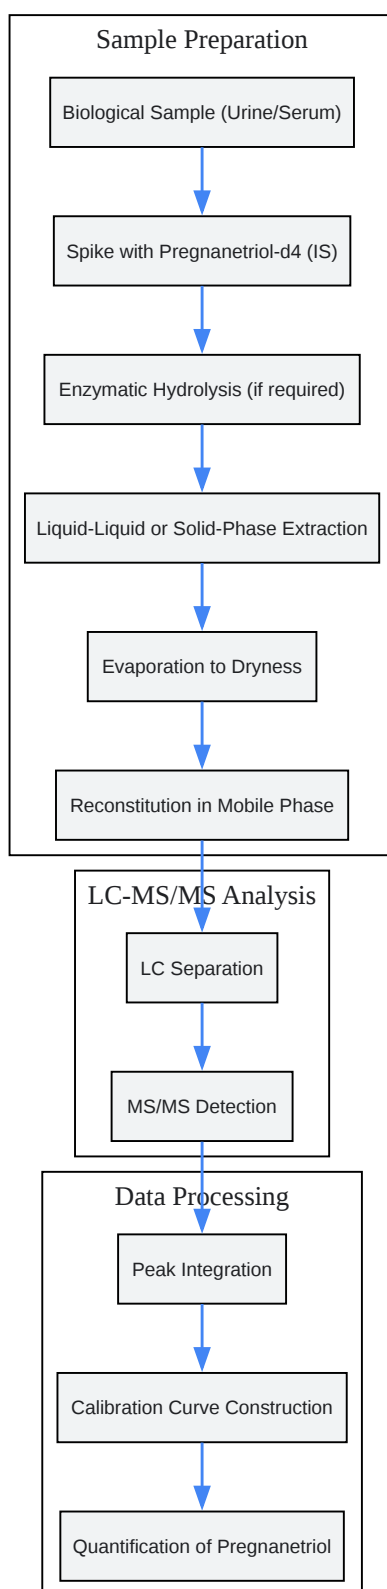 Sample Preparation
Biological Sample (Urine/Serum)
Spike with Pregnanetriol-d4 (IS)
Enzymatic Hydrolysis (if required)
Liquid-Liquid or Solid-Phase Extraction
Evaporation to Dryness
Reconstitution in Mobile Phase
LC-MS/MS Analysis
LC Separation
MS/MS Detection
Data Processing
Peak Integration
Calibration Curve Construction
Quantification of Pregnanetriol